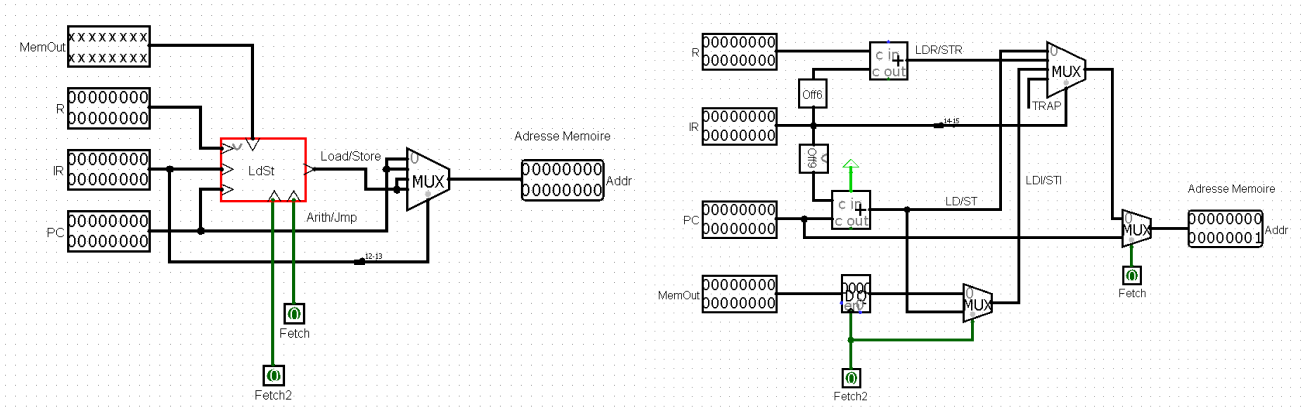 MemOut
X X X X X X X X
X X X X X X X X
R
00000000
00000000
IR
00000000
00000000
PC
00000000
00000000
LdSt
Load/Store
Arith/Jmp
0
MUX
12-13
Adresse Memoire
00000000
00000000
Addr
Fetch
0
Fetch2
0
R
00000000
00000000
c in
+
c out
LDR/STR
Off6
IR
00000000
00000000
14-15
0
MUX
TRAP
Off9
c in
+
c out
PC
00000000
00000000
LD/ST
LDI/STI
MemOut
00000000
00000000
D Q
en
0
MUX
0
MUX
Adresse Memoire
00000000
00000001
Addr
0
Fetch
0
Fetch2